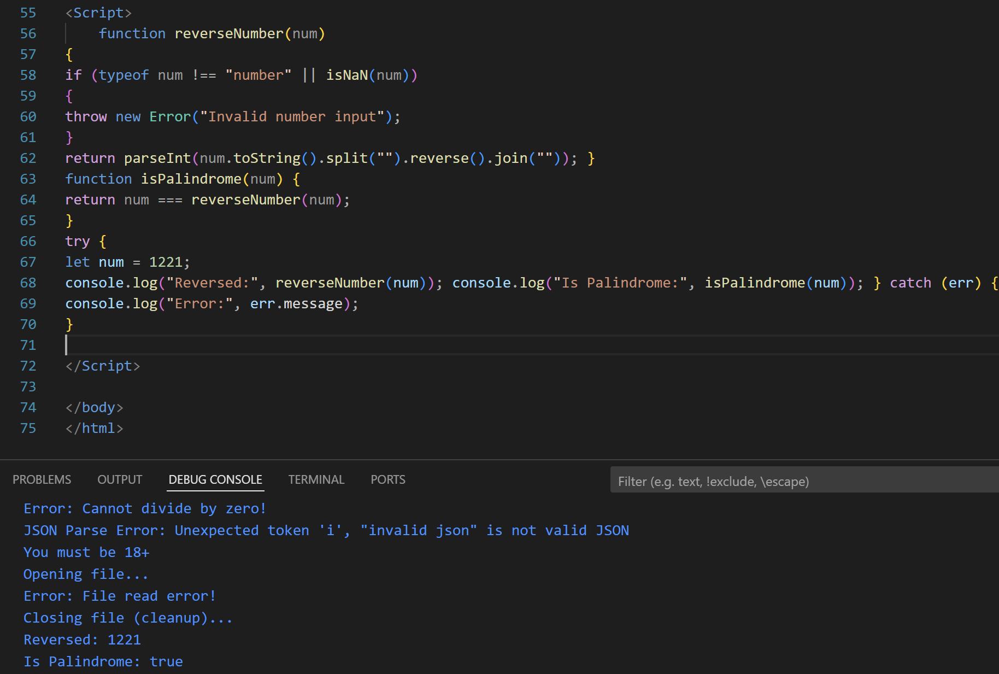 55 <Script>
56 function reverseNumber(num)
57 {
58 if (typeof num !== "number" || isNaN(num))
59 {
60 throw new Error("Invalid number input");
61 }
62 return parseInt(num.toString().split("").reverse().join("")); }
63 function isPalindrome(num) {
64 return num === reverseNumber(num);
65 }
66 try {
67 let num = 1221;
68 console.log("Reversed:", reverseNumber(num)); console.log("Is Palindrome:", isPalindrome(num)); } catch (err) {
69 console.log("Error:", err.message);
70 }
71
72 </Script>
73
74 </body>
75 </html>
PROBLEMS OUTPUT DEBUG CONSOLE TERMINAL PORTS Filter (e.g. text, !exclude, \escape)
Error: Cannot divide by zero!
JSON Parse Error: Unexpected token 'i', "invalid json" is not valid JSON
You must be 18+
Opening file...
Error: File read error!
Closing file (cleanup)...
Reversed: 1221
Is Palindrome: true